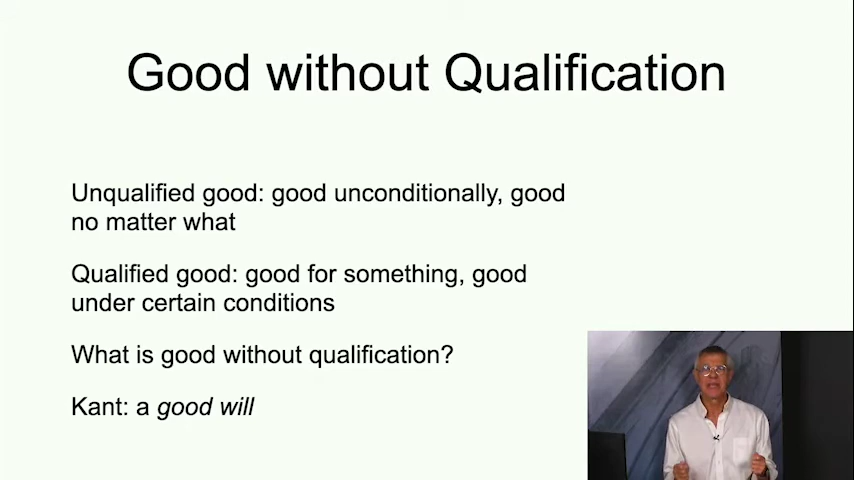 Good without Qualification
Unqualified good: good unconditionally, good
no matter what
Qualified good: good for something, good
under certain conditions
What is good without qualification?
Kant: a good will